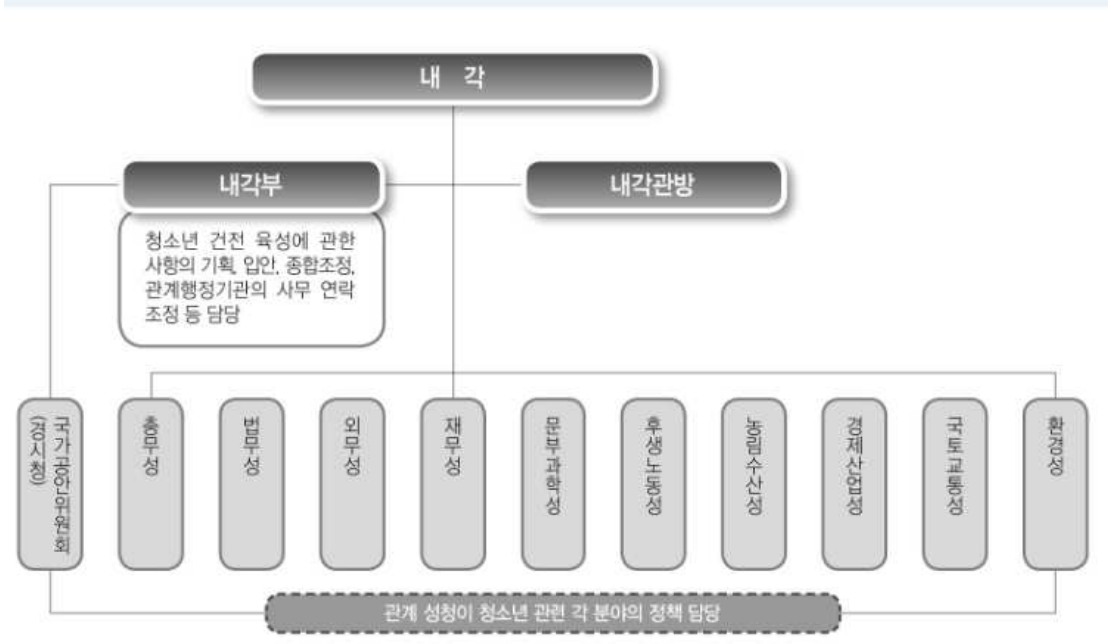 내 각
내각부
내각관방
청소년 건전 육성에 관한
사항의 기획, 입안, 종합조정,
관계행정기관의 사무 연락
조정 등 담당
국가공안위원회
(경시청)
총무성
법무성
외무성
재무성
문부과학성
후생노동성
농림수산성
경제산업성
국토교통성
환경성
관계 성청이 청소년 관련 각 분야의 정책 담당